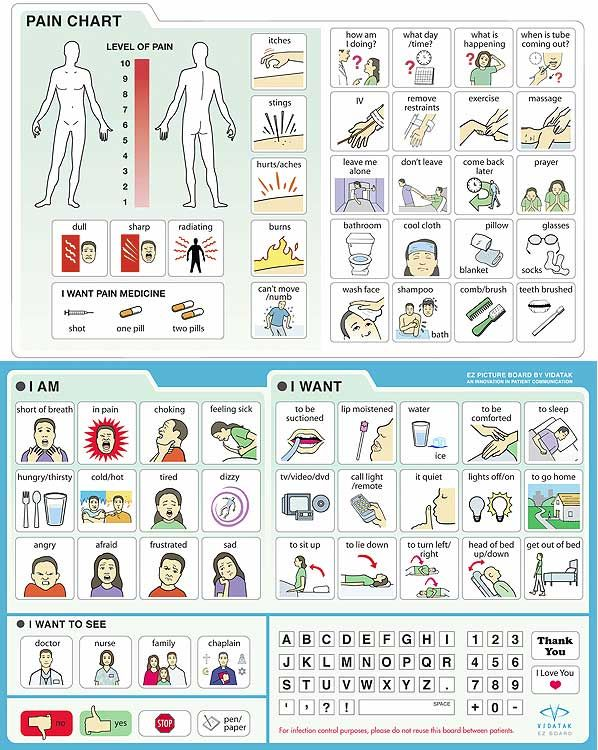 PAIN CHART
LEVEL OF PAIN
10
9
8
7
6
5
4
3
2
1
dull
sharp
radiating
I WANT PAIN MEDICINE
shot
one pill
two pills
itches
stings
hurts/aches
burns
can't move
/numb
how am
I doing?
what day
/time?
what is
happening
when is tube
coming out?
IV
remove
restraints
exercise
massage
leave me
alone
don't leave
come back
later
prayer
bathroom
cool cloth
pillow
blanket
glasses
socks
wash face
shampoo
bath
comb/brush
teeth brushed
EZ PICTURE BOARD BY VIDATAK
AN INNOVATION IN PATIENT COMMUNICATION
I AM
short of breath
in pain
choking
feeling sick
hungry/thirsty
cold/hot
tired
dizzy
angry
afraid
frustrated
sad
I WANT
to be
suctioned
lip moistened
water
ice
to be
comforted
to sleep
tv/video/dvd
call light
/remote
it quiet
lights off/on
to go home
to sit up
to lie down
to turn left/
right
head of bed
up/down
get out of bed
I WANT TO SEE
doctor
nurse
family
chaplain
no
yes
STOP
pen/
paper
A B C D E F G H I
J K L M N O P Q R
S T U V W X Y Z .
' , ? ! SPACE
1 2 3
4 5 6
7 8 9
+ 0 -
Thank
You
I Love You
VIDATAK
EZ BOARD
For infection control purposes, please do not reuse this board between patients.